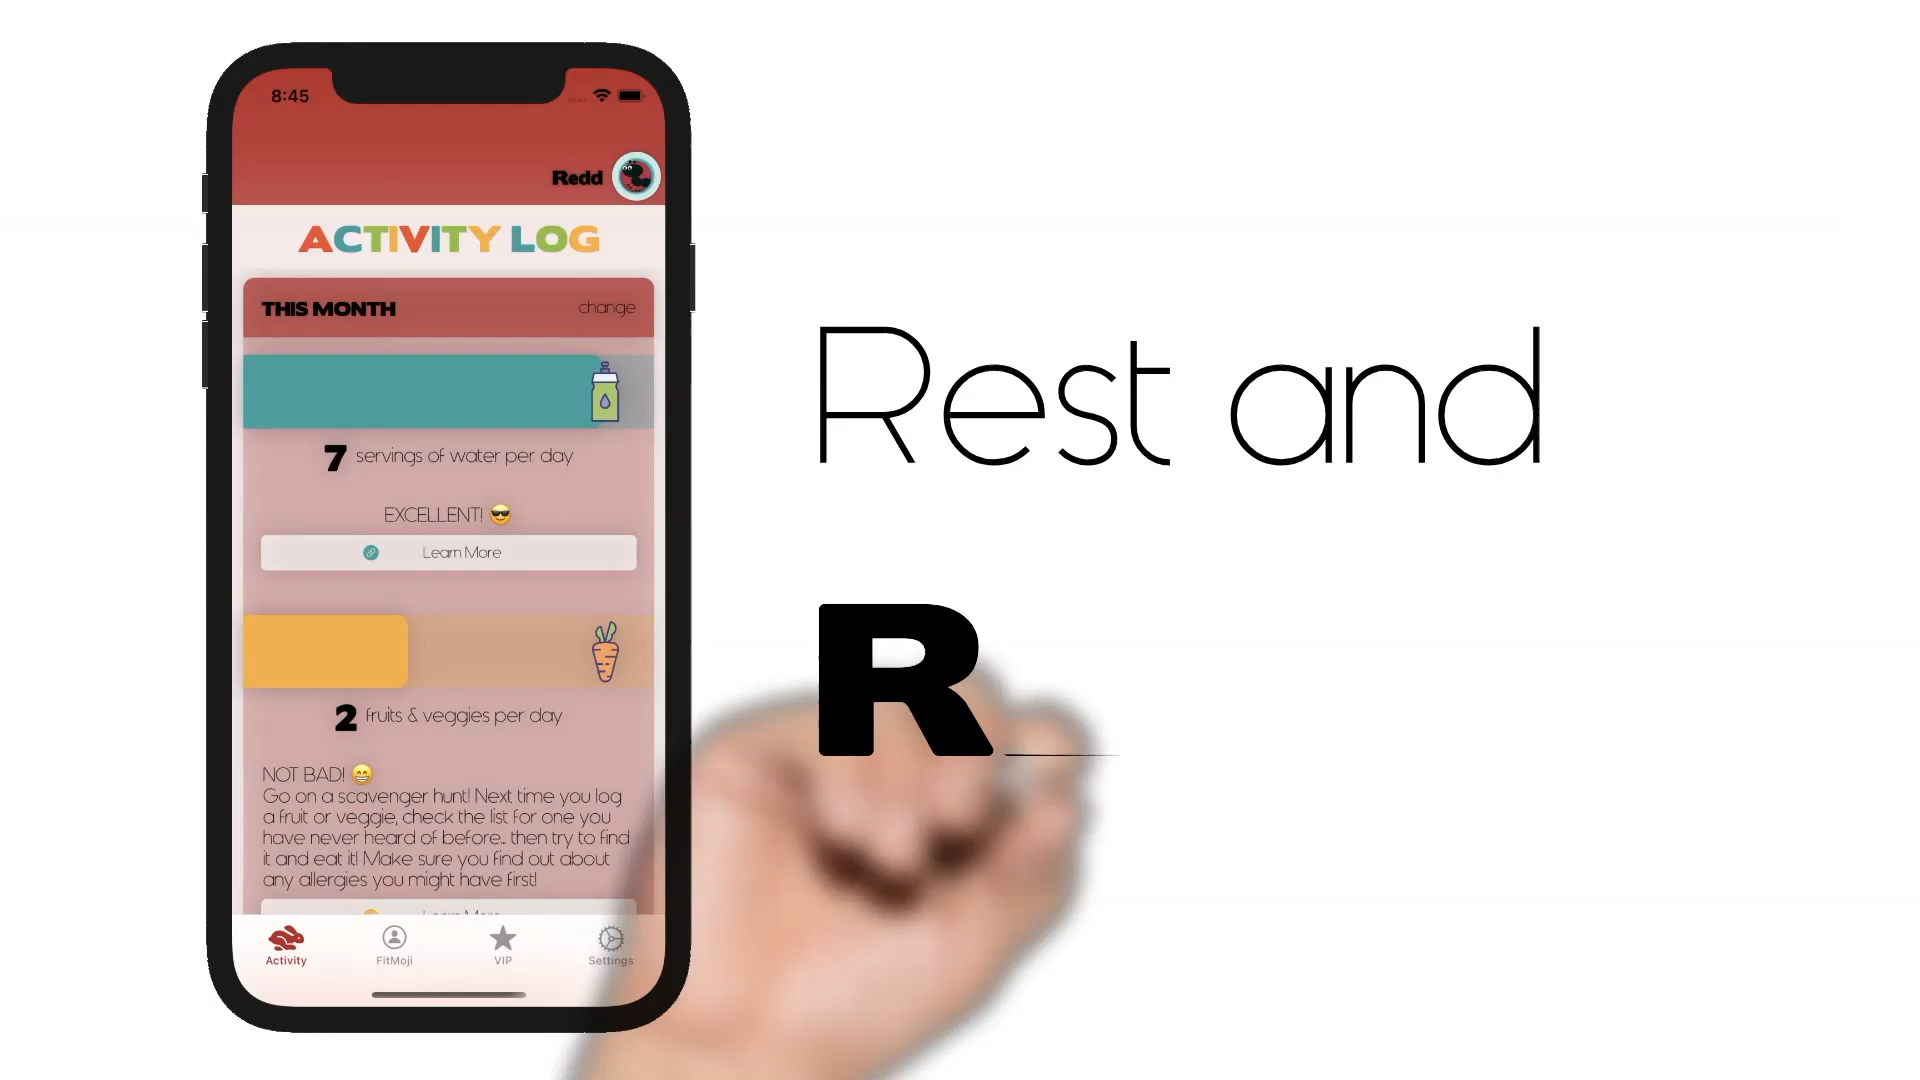 8:45
Redd
ACTIVITY LOG
THIS MONTH
change
7 servings of water per day
EXCELLENT! 😎
Learn More
2 fruits & veggies per day
NOT BAD! 😁
Go on a scavenger hunt! Next time you log
a fruit or veggie, check the list for one you
have never heard of before... then try to find
it and eat it! Make sure you find out about
any allergies you might have first!
Learn More
Activity
FitMoji
VIP
Settings
Rest and
R